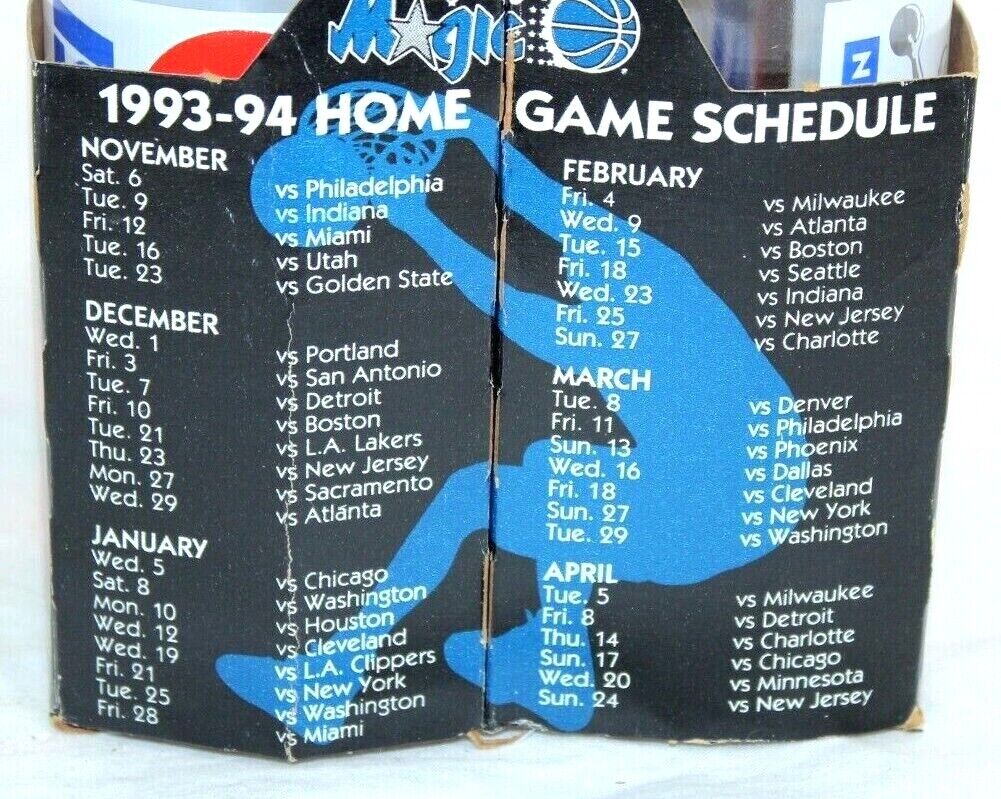 Magic
Z
1993-94 HOME GAME SCHEDULE
NOVEMBER
Sat. 6 vs Philadelphia
Tue. 9 vs Indiana
Fri. 12 vs Miami
Tue. 16 vs Utah
Tue. 23 vs Golden State
DECEMBER
Wed. 1 vs Portland
Fri. 3 vs San Antonio
Tue. 7 vs Detroit
Fri. 10 vs Boston
Tue. 21 vs L.A. Lakers
Thu. 23 vs New Jersey
Mon. 27 vs Sacramento
Wed. 29 vs Atlanta
JANUARY
Wed. 5 vs Chicago
Sat. 8 vs Washington
Mon. 10 vs Houston
Wed. 12 vs Cleveland
Wed. 19 vs L.A. Clippers
Fri. 21 vs New York
Tue. 25 vs Washington
Fri. 28 vs Miami
FEBRUARY
Fri. 4 vs Milwaukee
Wed. 9 vs Atlanta
Tue. 15 vs Boston
Fri. 18 vs Seattle
Wed. 23 vs Indiana
Fri. 25 vs New Jersey
Sun. 27 vs Charlotte
MARCH
Tue. 8 vs Denver
Fri. 11 vs Philadelphia
Sun. 13 vs Phoenix
Wed. 16 vs Dallas
Fri. 18 vs Cleveland
Sun. 27 vs New York
Tue. 29 vs Washington
APRIL
Tue. 5 vs Milwaukee
Fri. 8 vs Detroit
Thu. 14 vs Charlotte
Sun. 17 vs Chicago
Wed. 20 vs Minnesota
Sun. 24 vs New Jersey